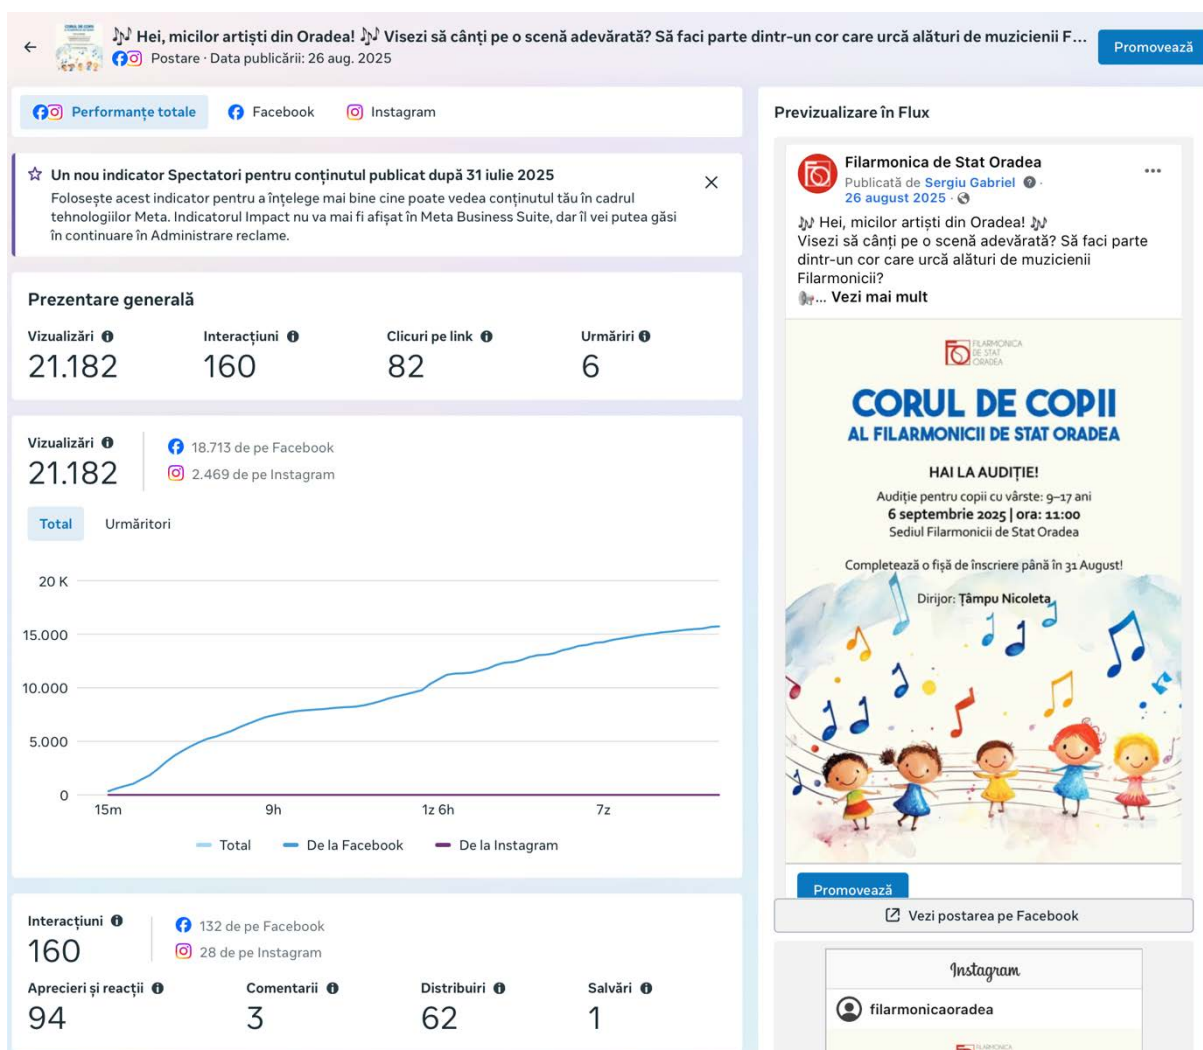 🎶 Hei, micilor artiști din Oradea! 🎶 Visezi să cânți pe o scenă adevărată? Să faci parte dintr-un cor care urcă alături de muzicienii F...
Postare · Data publicării: 26 aug. 2025
Promovează
Performanțe totale
Facebook
Instagram
Un nou indicator Spectatori pentru conținutul publicat după 31 iulie 2025
Folosește acest indicator pentru a înțelege mai bine cine poate vedea conținutul tău în cadrul
tehnologiilor Meta. Indicatorul Impact nu va mai fi afișat în Meta Business Suite, dar îl vei putea găsi
în continuare în Administrare reclame.
Prezentare generală
Vizualizări Interacțiuni Clicuri pe link Urmăriri
21.182 160 82 6
Vizualizări
21.182
18.713 de pe Facebook
2.469 de pe Instagram
Total Urmăritori
20 K
15.000
10.000
5.000
0
15m 9h 1z 6h 7z
Total De la Facebook De la Instagram
Interacțiuni
160
132 de pe Facebook
28 de pe Instagram
Aprecieri și reacții Comentarii Distribuiri Salvări
94 3 62 1
Previzualizare în Flux
Filarmonica de Stat Oradea
Publicată de Sergiu Gabriel ·
26 august 2025 ·
🎶 Hei, micilor artiști din Oradea! 🎶
Visezi să cânți pe o scenă adevărată? Să faci parte
dintr-un cor care urcă alături de muzicienii
Filarmonicii?
... Vezi mai mult
FILARMONICA
DE STAT
ORADEA
CORUL DE COPII
AL FILARMONICII DE STAT ORADEA
HAI LA AUDIȚIE!
Audiție pentru copii cu vârste: 9–17 ani
6 septembrie 2025 | ora: 11:00
Sediul Filarmonicii de Stat Oradea
Completează o fișă de înscriere până în 31 August!
Dirijor: Țâmpu Nicoleta
Promovează
Vezi postarea pe Facebook
Instagram
filarmonicaoradea
FILARMONICA